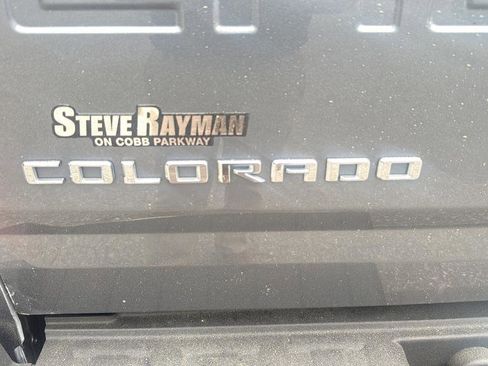 STEVE RAYMAN
ON COBB PARKWAY
COLORADO